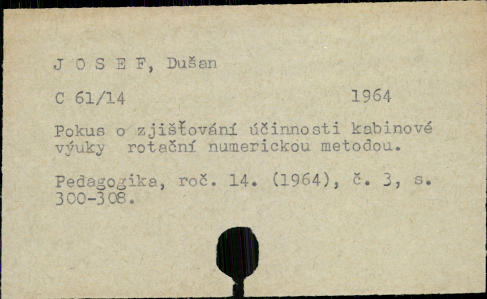 J O S E F, Dušan
C 61/14 1964
Pokus o zjišťování účinnosti kabinové
výuky rotační numerickou metodou.
Pedagogika, roč. 14. (1964), č. 3, s.
300-308.